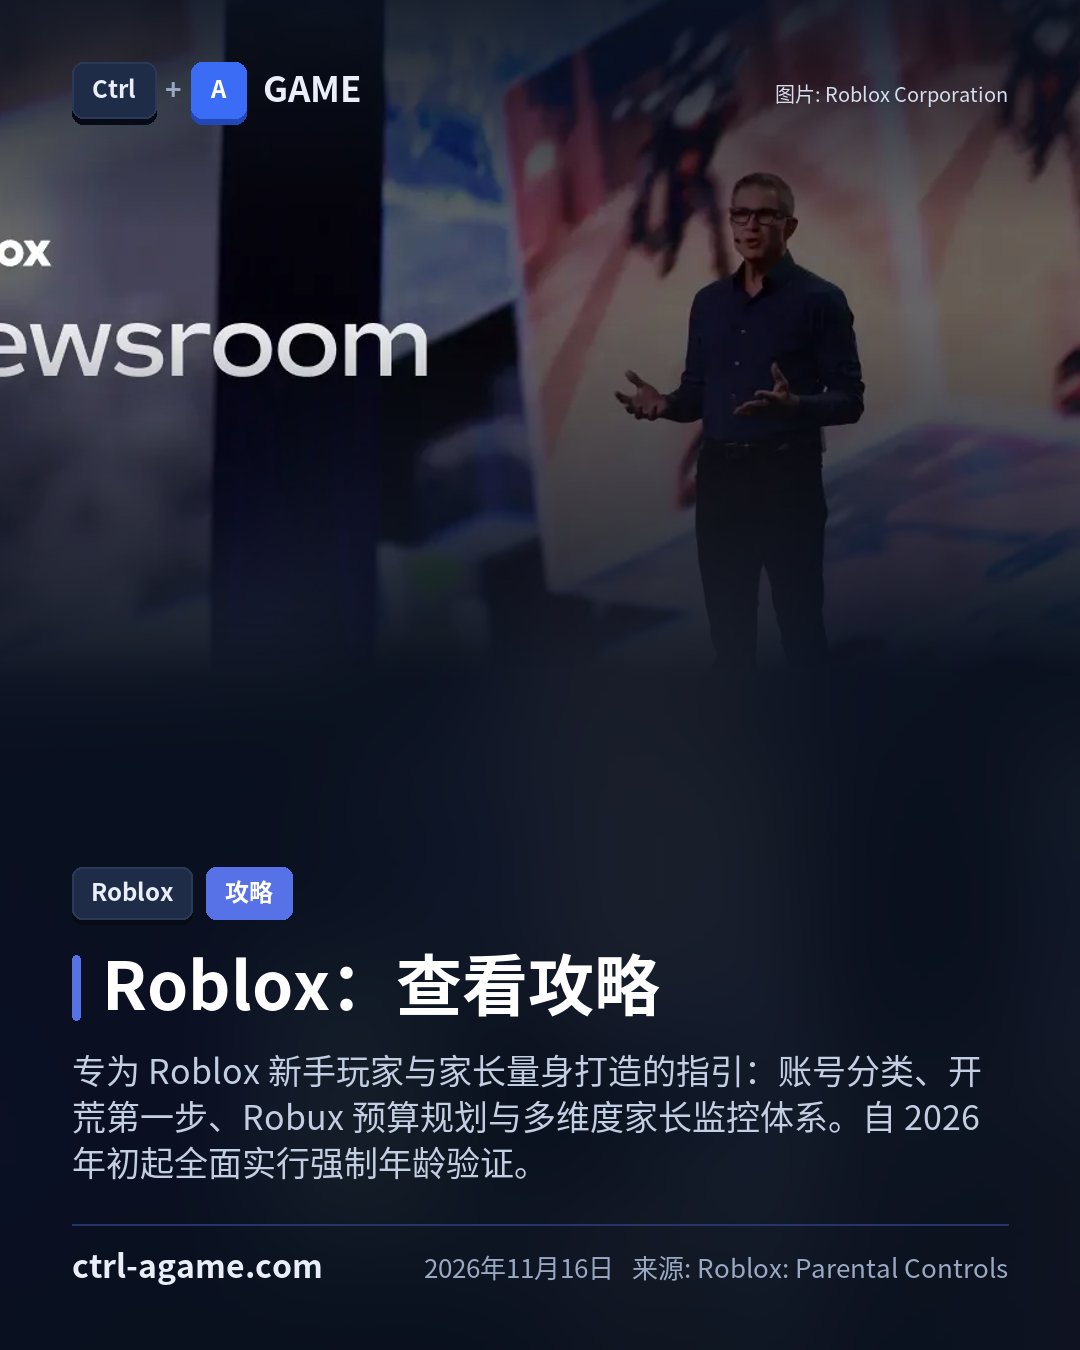 Ctrl + A GAME
图片: Roblox Corporation
ox
ewsroom
Roblox 攻略
Roblox：查看攻略
专为 Roblox 新手玩家与家长量身打造的指引：账号分类、开
荒第一步、Robux 预算规划与多维度家长监控体系。自 2026
年初起全面实行强制年龄验证。
ctrl-agame.com
2026年11月16日 来源: Roblox: Parental Controls